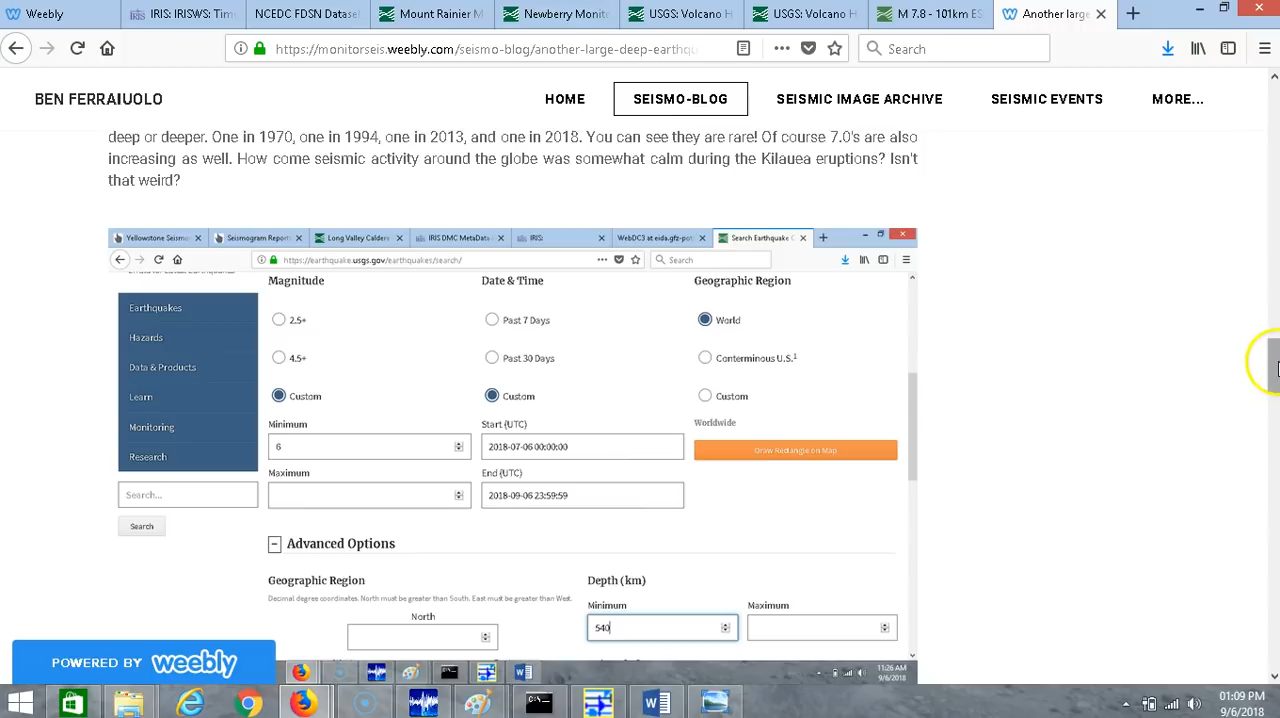 Weebly
IRIS: IRISWS: Tim
NCEDC FDSN Datase
Mount Rainier M
Newberry Monito
USGS: Volcano H
USGS: Volcano H
M 7.8 - 101km ES
Another large
https://monitorseis.weebly.com/seismo-blog/another-large-deep-earthqu
Search
BEN FERRAIUOLO
HOME
SEISMO-BLOG
SEISMIC IMAGE ARCHIVE
SEISMIC EVENTS
MORE...
deep or deeper. One in 1970, one in 1994, one in 2013, and one in 2018. You can see they are rare! Of course 7.0's are also
increasing as well. How come seismic activity around the globe was somewhat calm during the Kilauea eruptions? Isn't
that weird?
Yellowstone Seismo
Seismogram Report
Long Valley Caldera
IRIS DMC MetaData
IRIS:
WebDC3 at eida.gfz-pot
Search Earthquake C
https://earthquake.usgs.gov/earthquakes/search/
Search
Magnitude
Date & Time
Geographic Region
Earthquakes
Hazards
Data & Products
Learn
Monitoring
Research
Search...
Search
2.5+
Past 7 Days
World
4.5+
Past 30 Days
Conterminous U.S.¹
Custom
Custom
Custom
Minimum
Start (UTC)
Worldwide
6
2018-07-06 00:00:00
Draw Rectangle on Map
Maximum
End (UTC)
2018-09-06 23:59:59
Advanced Options
Geographic Region
Depth (km)
Decimal degree coordinates. North must be greater than South. East must be greater than West.
Minimum
Maximum
North
540
11:26 AM
9/6/2018
POWERED BY weebly
01:09 PM
9/6/2018